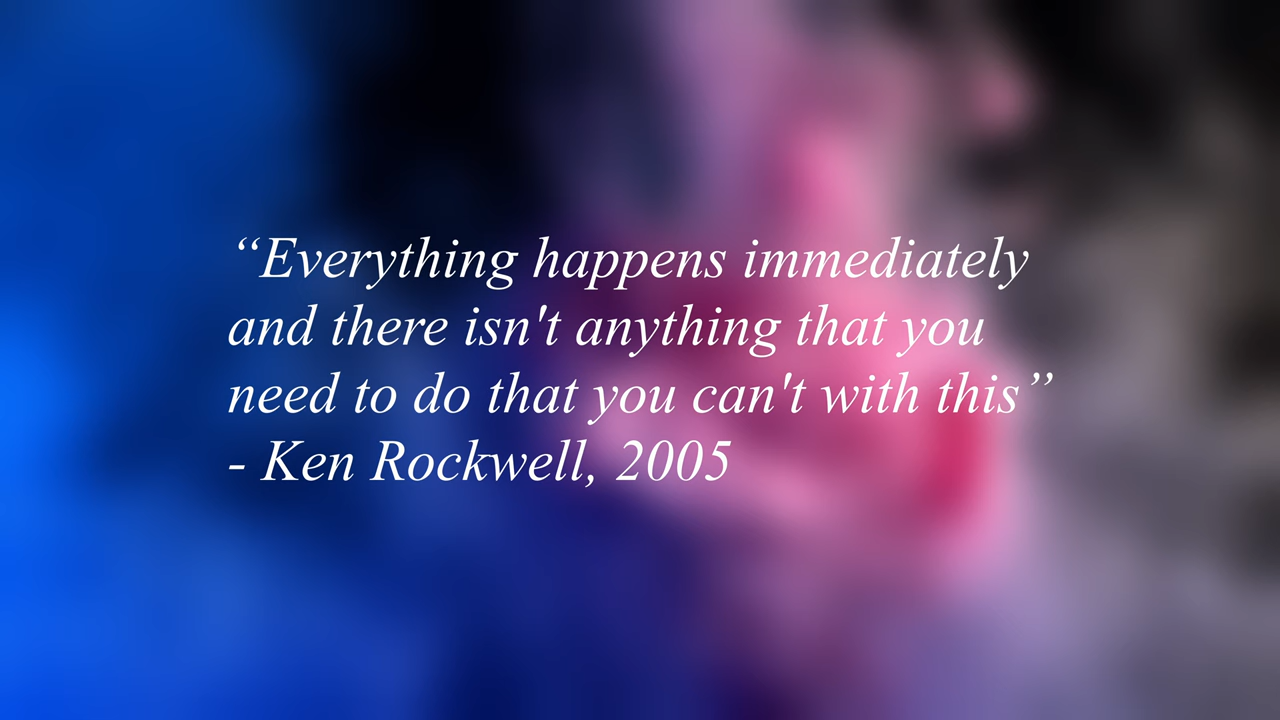 “Everything happens immediately
and there isn't anything that you
need to do that you can't with this”
- Ken Rockwell, 2005